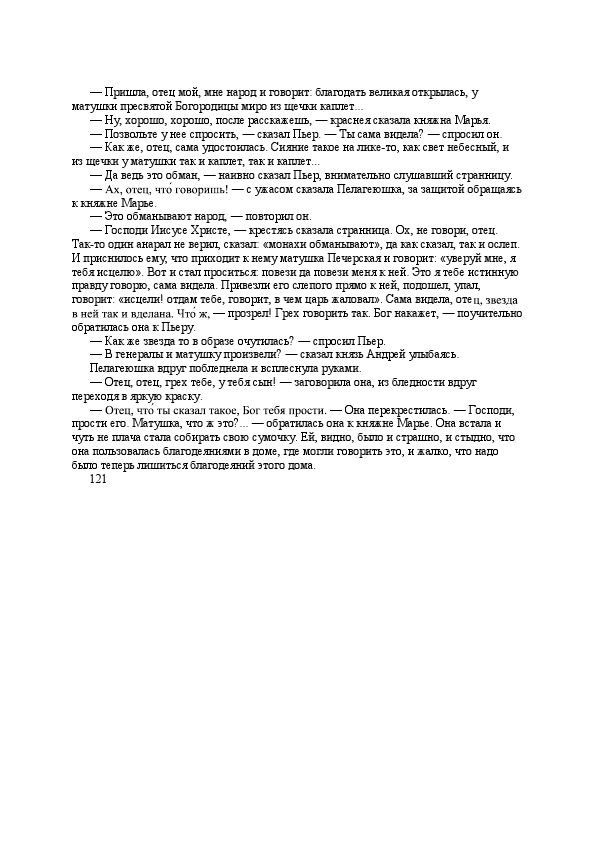 — Пришла, отец мой, мне народ и говорит: благодать великая открылась, у
матушки пресвятой Богородицы миро из щечки каплет...
— Ну, хорошо, хорошо, после расскажешь, — краснея сказала княжна Марья.
— Позвольте у нее спросить, — сказал Пьер. — Ты сама видела? — спросил он.
— Как же, отец, сама удостоилась. Сияние такое на лике-то, как свет небесный, и
из щечки у матушки так и каплет, так и каплет...
— Да ведь это обман, — наивно сказал Пьер, внимательно слушавший странницу.
— Ах, отец, что́ говоришь! — с ужасом сказала Пелагеюшка, за защитой обращаясь
к княжне Марье.
— Это обманывают народ, — повторил он.
— Господи Иисусе Христе, — крестясь сказала странница. Ох, не говори, отец.
Так-то один анарал не верил, сказал: «монахи обманывают», да как сказал, так и ослеп.
И приснилось ему, что приходит к нему матушка Печерская и говорит: «уверуй мне, я
тебя исцелю». Вот и стал проситься: повези да повези меня к ней. Это я тебе истинную
правду говорю, сама видела. Привезли его слепого прямо к ней, подошел, упал,
говорит: «исцели! отдам тебе, говорит, в чем царь жаловал». Сама видела, отец, звезда
в ней так и вделана. Что́ ж, — прозрел! Грех говорить так. Бог накажет, — поучительно
обратилась она к Пьеру.
— Как же звезда то в образе очутилась? — спросил Пьер.
— В генералы и матушку произвели? — сказал князь Андрей улыбаясь.
Пелагеюшка вдруг побледнела и всплеснула руками.
— Отец, отец, грех тебе, у тебя сын! — заговорила она, из бледности вдруг
переходя в яркую краску.
— Отец, что́ ты сказал такое, Бог тебя прости. — Она перекрестилась. — Господи,
прости его. Матушка, что ж это?... — обратилась она к княжне Марье. Она встала и
чуть не плача стала собирать свою сумочку. Ей, видно, было и страшно, и стыдно, что
она пользовалась благодеяниями в доме, где могли говорить это, и жалко, что надо
было теперь лишиться благодеяний этого дома.
121